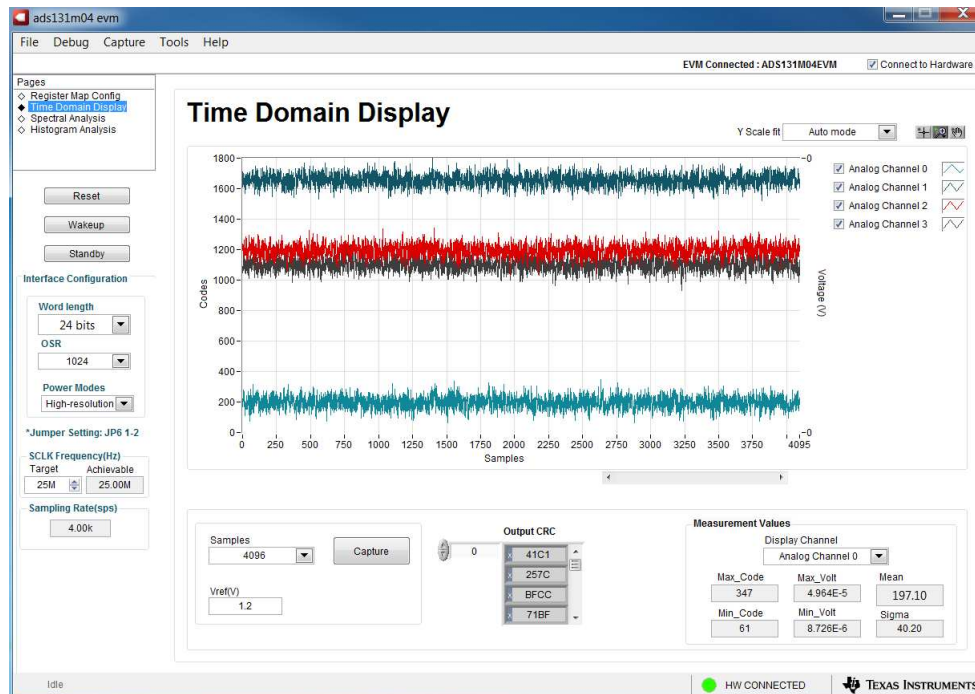 ads131m04 evm
File Debug Capture Tools Help
EVM Connected : ADS131M04EVM Connect to Hardware
Pages
Register Map Config
Time Domain Display
Spectral Analysis
Histogram Analysis
Reset
Wakeup
Standby
Interface Configuration
Word length
24 bits
OSR
1024
Power Modes
High-resolution
*Jumper Setting: JP6 1-2
SCLK Frequency(Hz)
Target Achievable
25M 25.00M
Sampling Rate(sps)
4.00k
Time Domain Display
Y Scale fit Auto mode
1800
1600
1400
1200
1000
800
600
400
200
0
Codes
0 250 500 750 1000 1250 1500 1750 2000 2250 2500 2750 3000 3250 3500 3750 4095
Samples
0
0
Voltage (V)
Analog Channel 0
Analog Channel 1
Analog Channel 2
Analog Channel 3
Samples
4096
Capture
Vref(V)
1.2
Output CRC
0
x 41C1
x 257C
x BFCC
x 71BF
Measurement Values
Display Channel
Analog Channel 0
Max_Code Max_Volt Mean
347 4.964E-5 197.10
Min_Code Min_Volt Sigma
61 8.726E-6 40.20
Idle HW CONNECTED TEXAS INSTRUMENTS